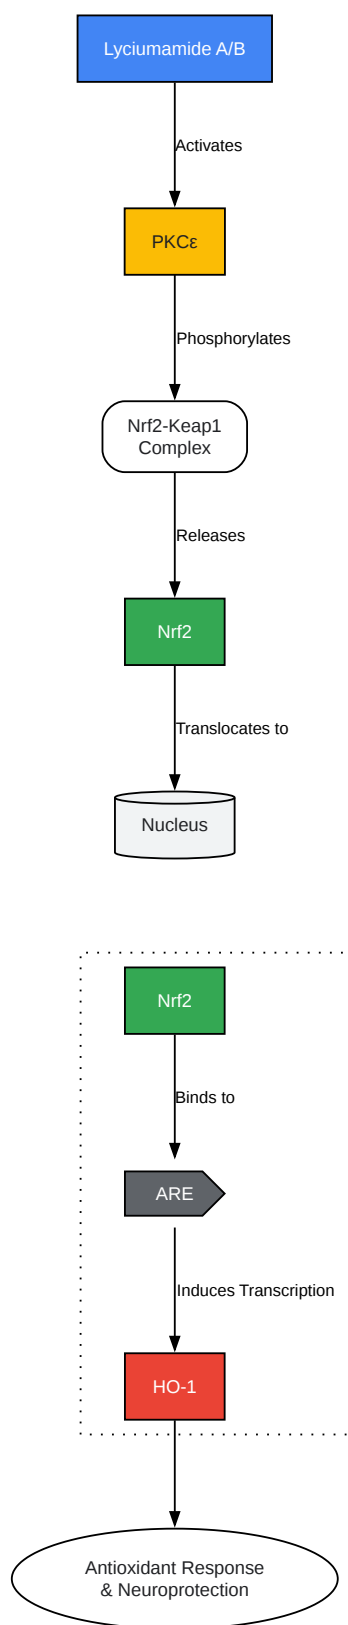 Lyciumamide A/B
Activates
PKCε
Phosphorylates
Nrf2-Keap1
Complex
Releases
Nrf2
Translocates to
Nucleus
Nrf2
Binds to
ARE
Induces Transcription
HO-1
Antioxidant Response
& Neuroprotection